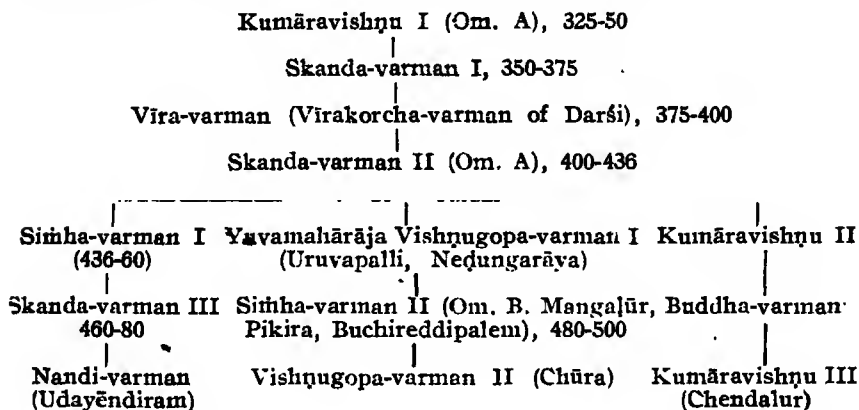 Kumāravishṇu I (Om. A), 325-50
Skanda-varman I, 350-375
Vīra-varman (Vīrakorcha-varman of Darśi), 375-400
Skanda-varman II (Om. A), 400-436
Siṁha-varman I Yuvamahārāja Vishṇugopa-varman I Kumāravishṇu II
(436-60) (Uruvapalli, Neḍungarāya)
Skanda-varman III Siṁha-varman II (Om. B. Mangaḷūr, Buddha-varman
460-80 Pikira, Buchireddipalem), 480-500
Nandi-varman Vishṇugopa-varman II (Chūra) Kumāravishṇu III
(Udayēndiram) (Chendalur)